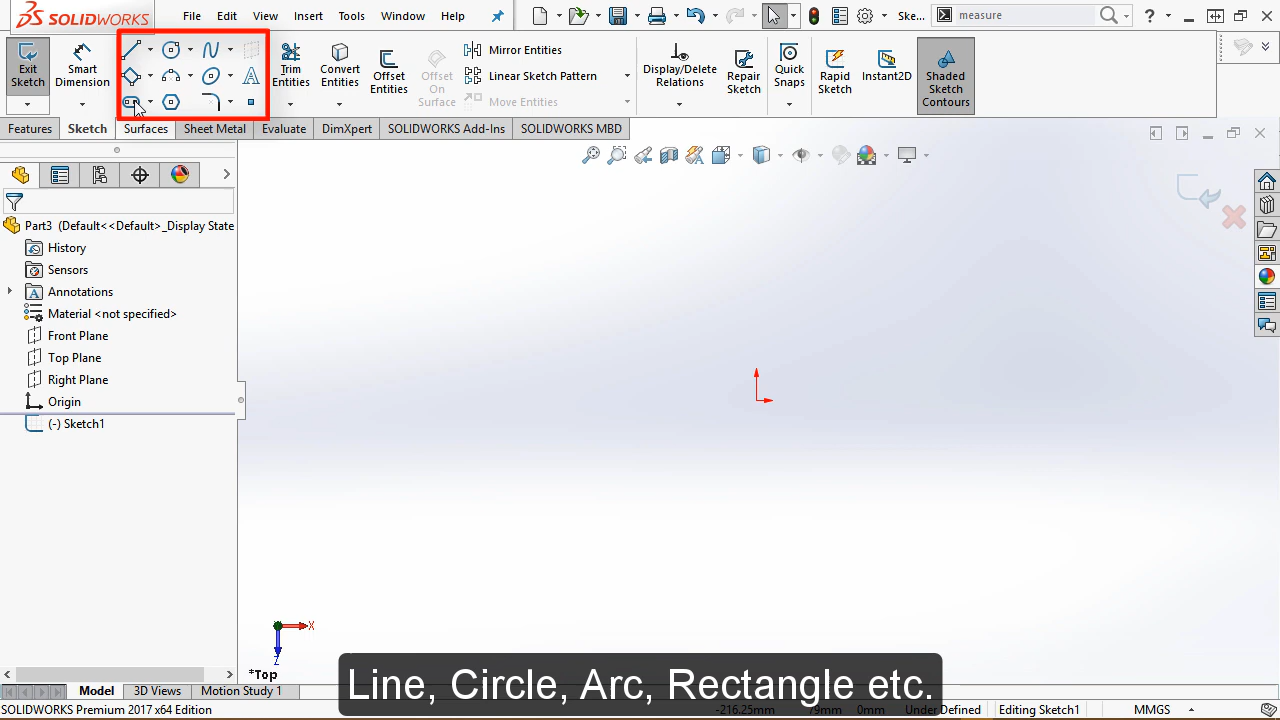 SOLIDWORKS
File Edit View Insert Tools Window Help
Ske...
measure
?
Exit Sketch
Smart Dimension
Trim Entities
Convert Entities
Offset Entities
Offset On Surface
Mirror Entities
Linear Sketch Pattern
Move Entities
Display/Delete Relations
Repair Sketch
Quick Snaps
Rapid Sketch
Instant2D
Shaded Sketch Contours
Features Sketch Surfaces Sheet Metal Evaluate DimXpert SOLIDWORKS Add-Ins SOLIDWORKS MBD
Part3 (Default<<Default>_Display State
History
Sensors
Annotations
Material <not specified>
Front Plane
Top Plane
Right Plane
Origin
(-) Sketch1
X
Z
*Top
Line, Circle, Arc, Rectangle etc.
Model 3D Views Motion Study 1
SOLIDWORKS Premium 2017 x64 Edition
-216.25mm
79mm 0mm
Under Defined
Editing Sketch1
MMGS